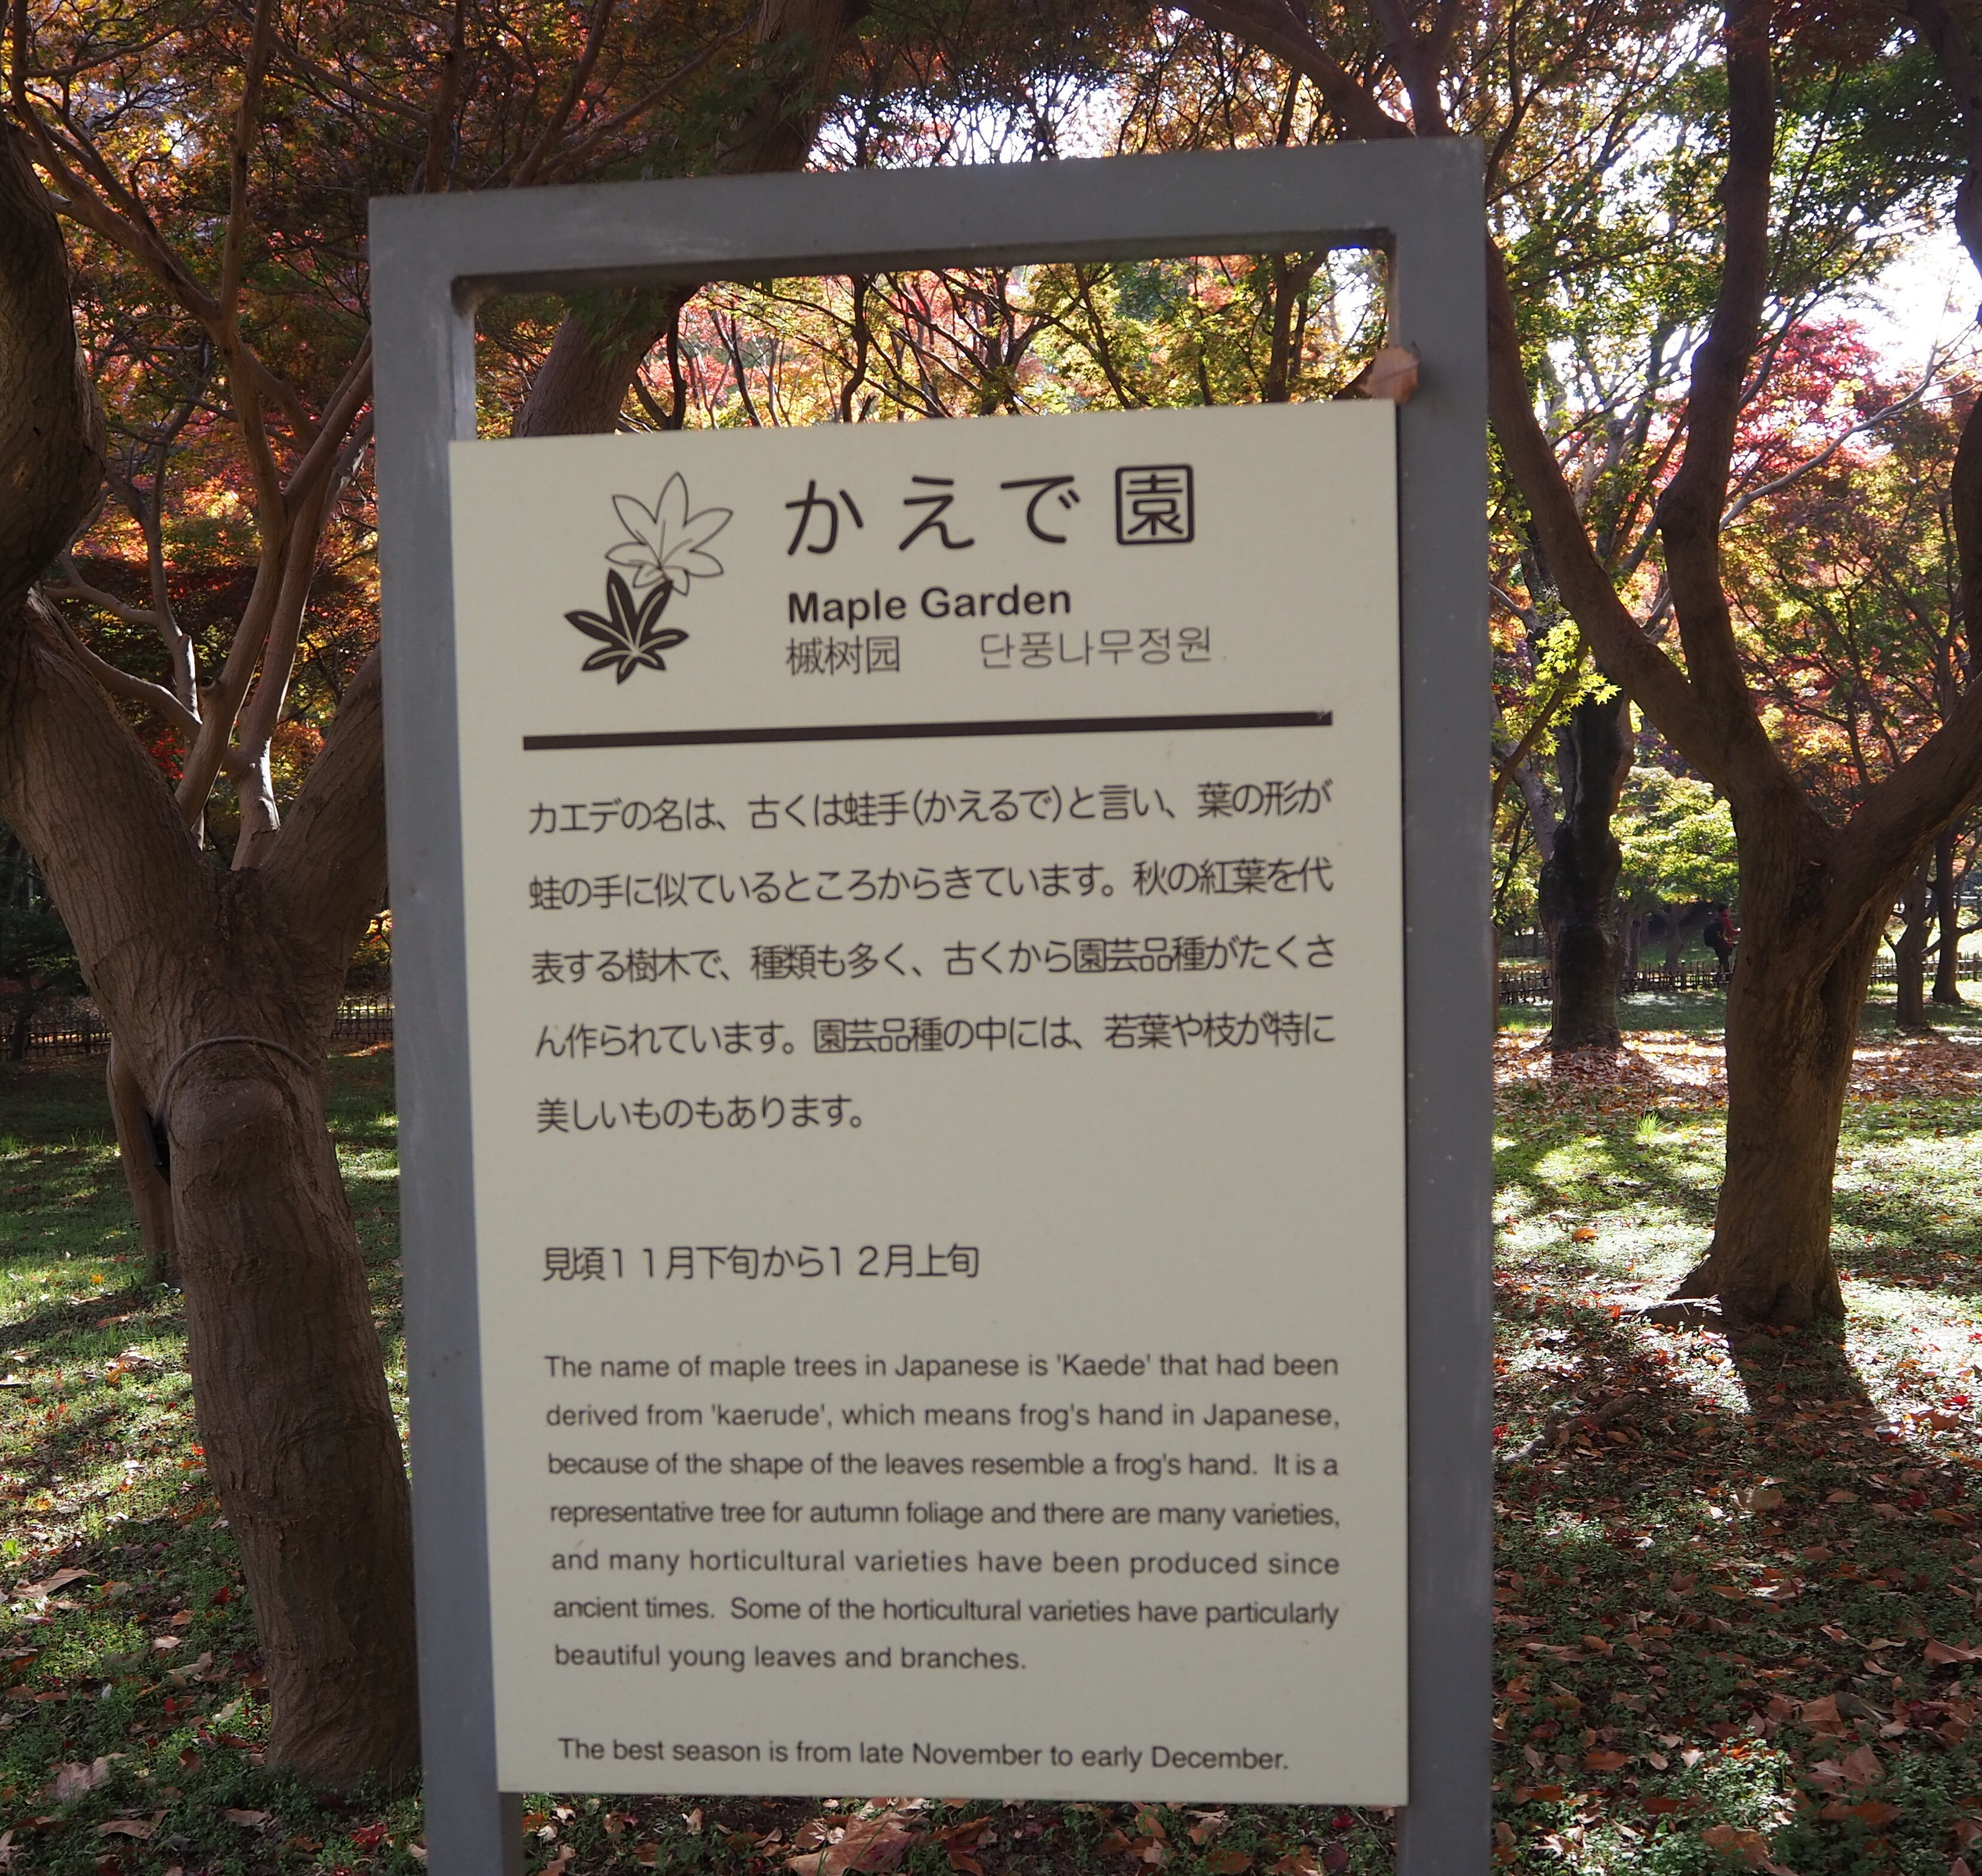 かえで園
Maple Garden
槭树园 단풍나무정원
カエデの名は、古くは蛙手(かえるで)と言い、葉の形が
蛙の手に似ているところからきています。秋の紅葉を代
表する樹木で、種類も多く、古くから園芸品種がたくさ
ん作られています。園芸品種の中には、若葉や枝が特に
美しいものもあります。
見頃11月下旬から12月上旬
The name of maple trees in Japanese is 'Kaede' that had been
derived from 'kaerude', which means frog's hand in Japanese,
because of the shape of the leaves resemble a frog's hand. It is a
representative tree for autumn foliage and there are many varieties,
and many horticultural varieties have been produced since
ancient times. Some of the horticultural varieties have particularly
beautiful young leaves and branches.
The best season is from late November to early December.